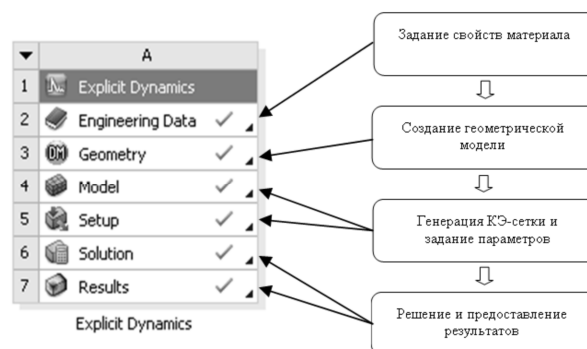 A
1 Explicit Dynamics
2 Engineering Data
3 DM Geometry
4 Model
5 Setup
6 Solution
7 Results
Explicit Dynamics
Задание свойств материала
Создание геометрической
модели
Генерация КЭ-сетки и
задание параметров
Решение и предоставление
результатов